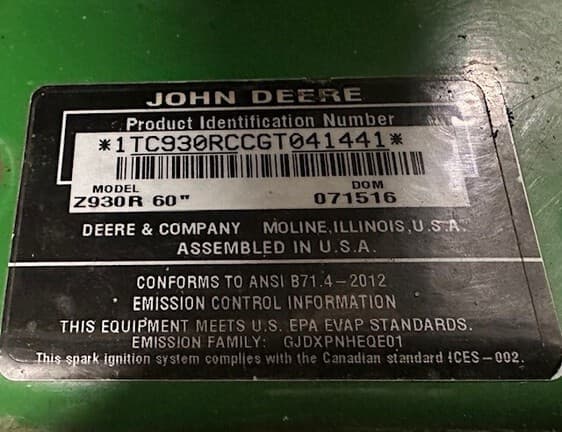 JOHN DEERE
Product Identification Number
*1TC930RCCGT041441*
MODEL DOM
Z930R 60" 071516
DEERE & COMPANY MOLINE, ILLINOIS, U.S.A.
ASSEMBLED IN U.S.A.
CONFORMS TO ANSI B71.4-2012
EMISSION CONTROL INFORMATION
THIS EQUIPMENT MEETS U.S. EPA EVAP STANDARDS.
EMISSION FAMILY: GJDXPNHEQE01
This spark ignition system complies with the Canadian standard ICES-002.